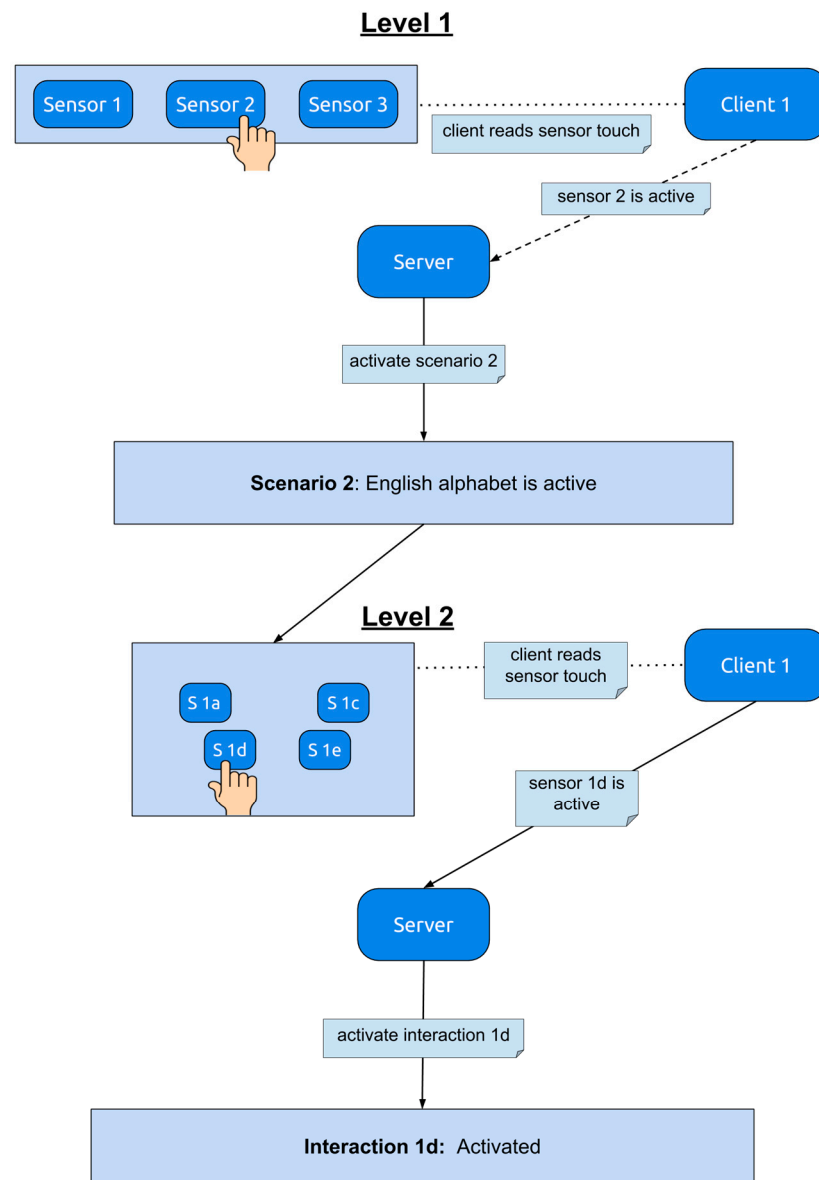 Level 1
Sensor 1
Sensor 2
Sensor 3
Client 1
client reads sensor touch
sensor 2 is active
Server
activate scenario 2
Scenario 2: English alphabet is active
Level 2
client reads
sensor touch
Client 1
S 1a
S 1c
S 1d
S 1e
sensor 1d is
active
Server
activate interaction 1d
Interaction 1d: Activated